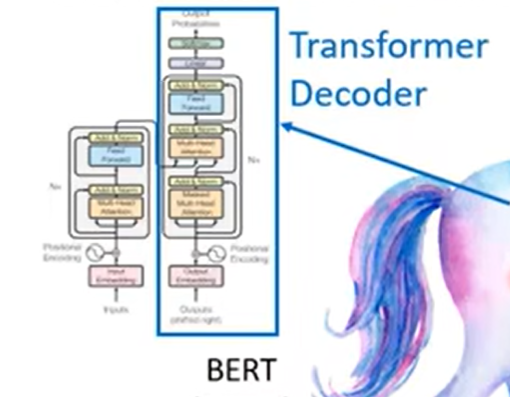 Output
Probabilities
Softmax
Linear
Add & Norm
Feed
Forward
Add & Norm
Multi-Head
Attention
Add & Norm
Masked
Multi-Head
Attention
Nx
Positional
Encoding
Output
Embedding
Outputs
(shifted right)
Add & Norm
Feed
Forward
Nx
Add & Norm
Multi-Head
Attention
Positional
Encoding
Input
Embedding
Inputs
Transformer
Decoder
BERT